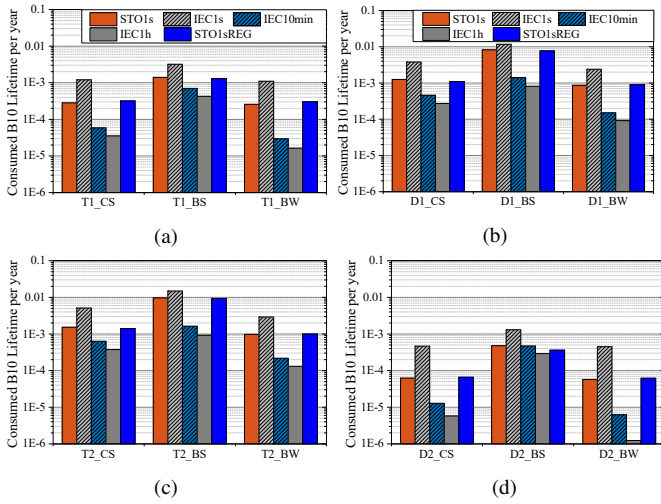 STO1s IEC1s IEC10min
IEC1h STO1sREG
Consumed B10 Lifetime per year
0.1
0.01
1E-3
1E-4
1E-5
1E-6
T1_CS T1_BS T1_BW
(a)
STO1s IEC1s IEC10min
IEC1h STO1sREG
Consumed B10 Lifetime per year
0.1
0.01
1E-3
1E-4
1E-5
1E-6
D1_CS D1_BS D1_BW
(b)
Consumed B10 Lifetime per year
0.1
0.01
1E-3
1E-4
1E-5
1E-6
T2_CS T2_BS T2_BW
(c)
Consumed B10 Lifetime per year
0.1
0.01
1E-3
1E-4
1E-5
1E-6
D2_CS D2_BS D2_BW
(d)